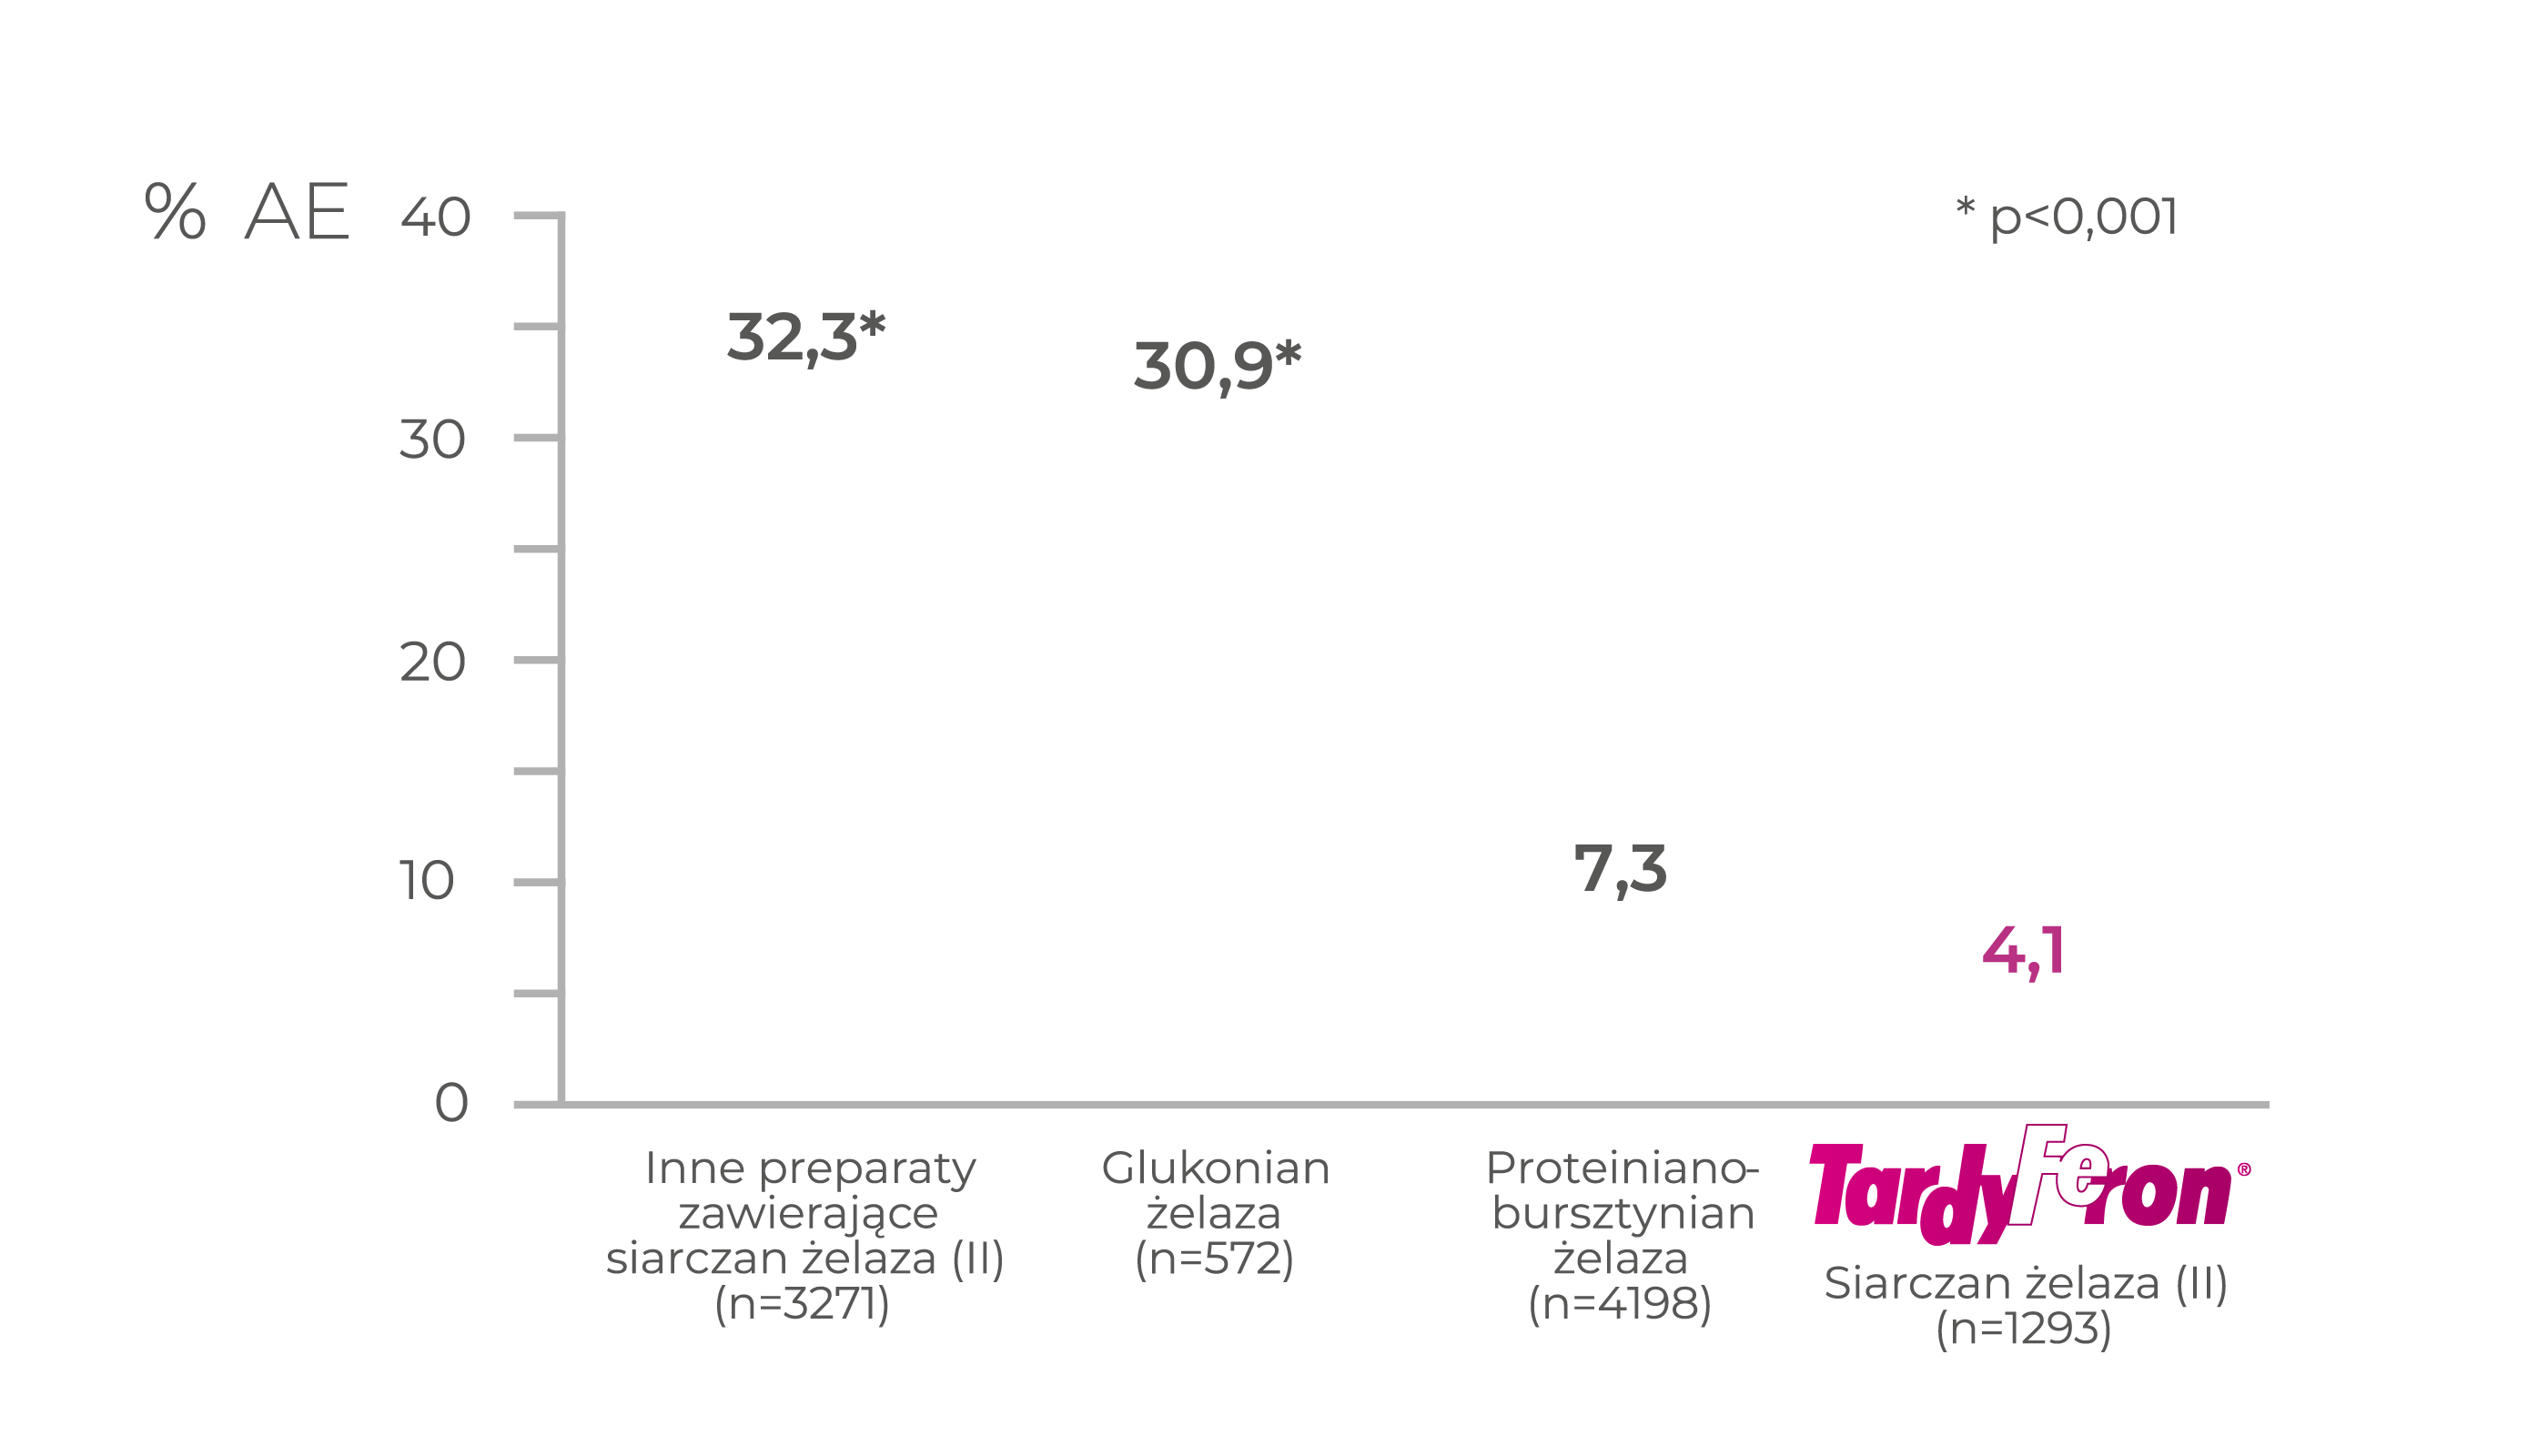 % AE
40
* p<0,001
32,3*
30,9*
30
20
10
7,3
4,1
0
Inne preparaty
zawierające
siarczan żelaza (II)
(n=3271)
Glukonian
żelaza
(n=572)
Proteiniano-
bursztynian
żelaza
(n=4198)
TardyFeron®
Siarczan żelaza (II)
(n=1293)